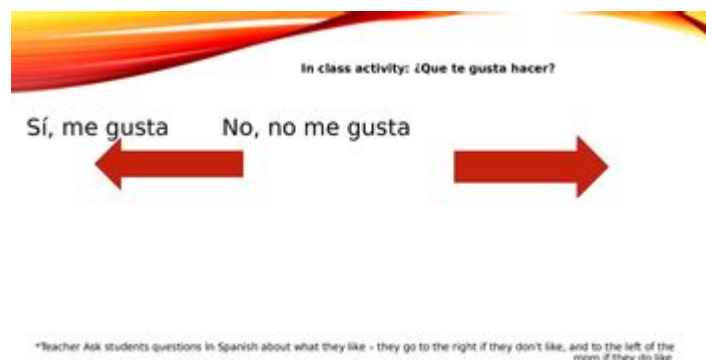 In class activity: ¿Que te gusta hacer?
Sí, me gusta No, no me gusta
*Teacher Ask students questions in Spanish about what they like – they go to the right if they don't like, and to the left of the
room if they do like